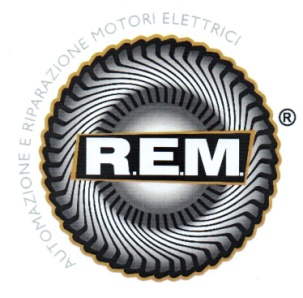 AUTOMAZIONE E RIPARAZIONE MOTORI ELETTRICI
R.E.M.
®